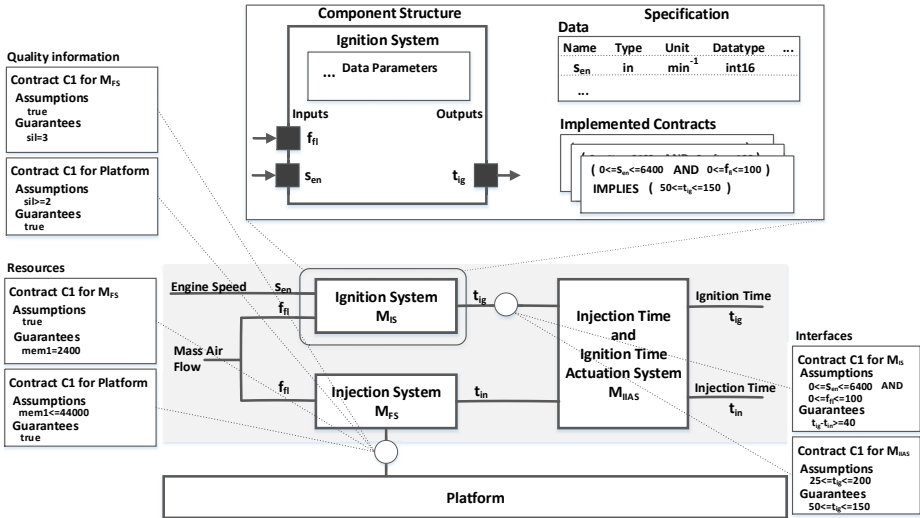 Component Structure
Specification
Ignition System
... Data Parameters
Inputs
Outputs
f_fl
s_en
t_ig
Data
Name Type Unit Datatype ...
s_en in min^-1 int16
...
Implemented Contracts
( 0<=s_en<=6400 AND 0<=f_fl<=100 )
IMPLIES ( 50<=t_ig<=150 )
Quality information
Contract C1 for M_FS
Assumptions
true
Guarantees
sil=3
Contract C1 for Platform
Assumptions
sil>=2
Guarantees
true
Resources
Contract C1 for M_FS
Assumptions
true
Guarantees
mem1=2400
Contract C1 for Platform
Assumptions
mem1<=44000
Guarantees
true
Engine Speed
s_en
f_fl
Mass Air
Flow
f_fl
Ignition System
M_IS
t_ig
Injection System
M_FS
t_in
Injection Time
and
Ignition Time
Actuation System
M_IIAS
Ignition Time
t_ig
Injection Time
t_in
Platform
Interfaces
Contract C1 for M_IS
Assumptions
0<=s_en<=6400 AND
0<=f_fl<=100
Guarantees
t_ig-t_in>=40
Contract C1 for M_IIAS
Assumptions
25<=t_ig<=200
Guarantees
50<=t_ig<=150